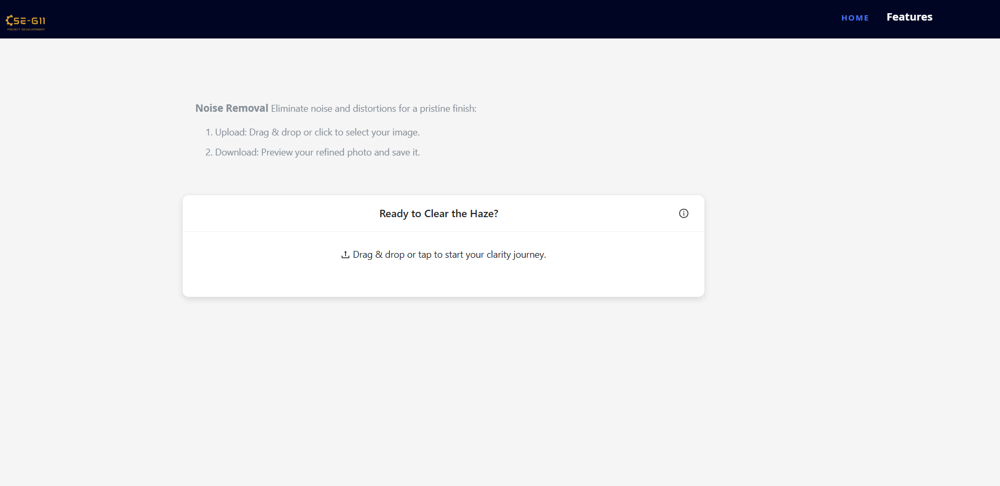 CSE-G11
PROJECT DEVELOPEMENT
HOME
Features
Noise Removal Eliminate noise and distortions for a pristine finish:
1. Upload: Drag & drop or click to select your image.
2. Download: Preview your refined photo and save it.
Ready to Clear the Haze?
Drag & drop or tap to start your clarity journey.